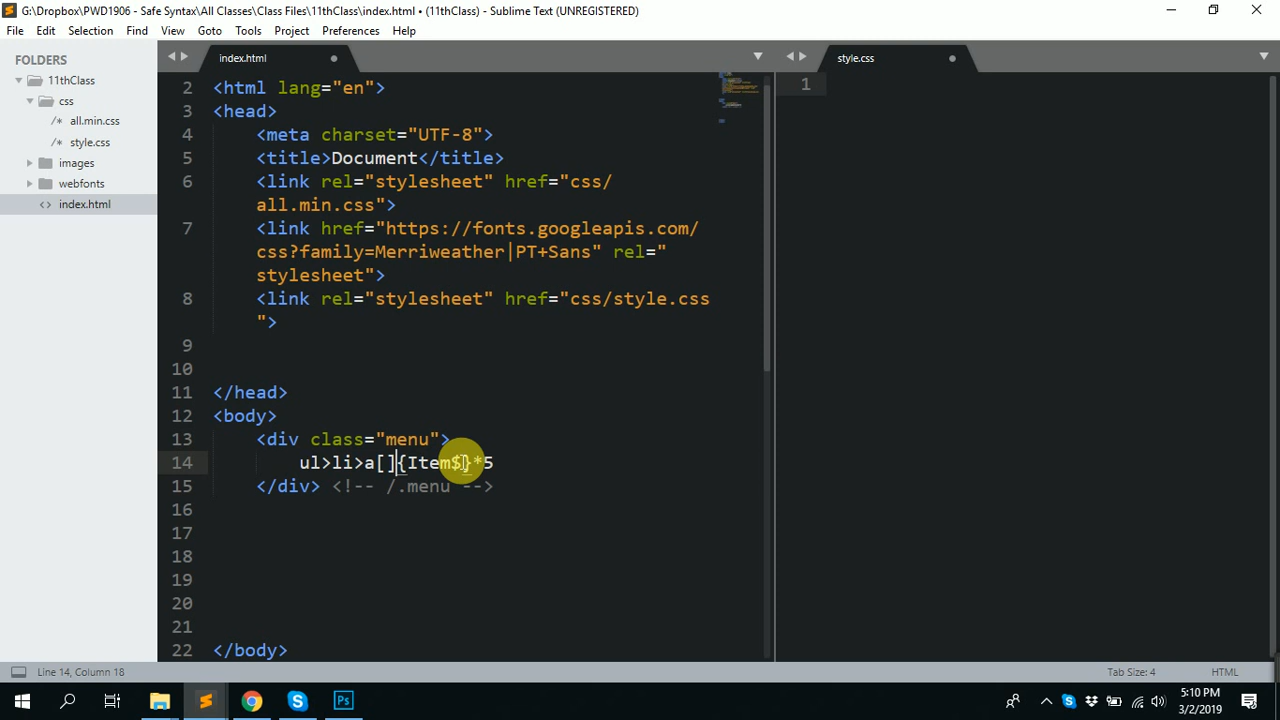 G:\Dropbox\PWD1906 - Safe Syntax\All Classes\Class Files\11thClass\index.html • (11thClass) - Sublime Text (UNREGISTERED)
File Edit Selection Find View Goto Tools Project Preferences Help
FOLDERS
11thClass
css
/* all.min.css
/* style.css
images
webfonts
<> index.html
index.html
2 <html lang="en">
3 <head>
4 <meta charset="UTF-8">
5 <title>Document</title>
6 <link rel="stylesheet" href="css/
all.min.css">
7 <link href="https://fonts.googleapis.com/
css?family=Merriweather|PT+Sans" rel="
stylesheet">
8 <link rel="stylesheet" href="css/style.css
">
9
10
11 </head>
12 <body>
13 <div class="menu">
14 ul>li>a[]{Item$}*5
15 </div> <!-- /.menu -->
16
17
18
19
20
21
22 </body>
style.css
1
Line 14, Column 18
Tab Size: 4
HTML
5:10 PM
3/2/2019